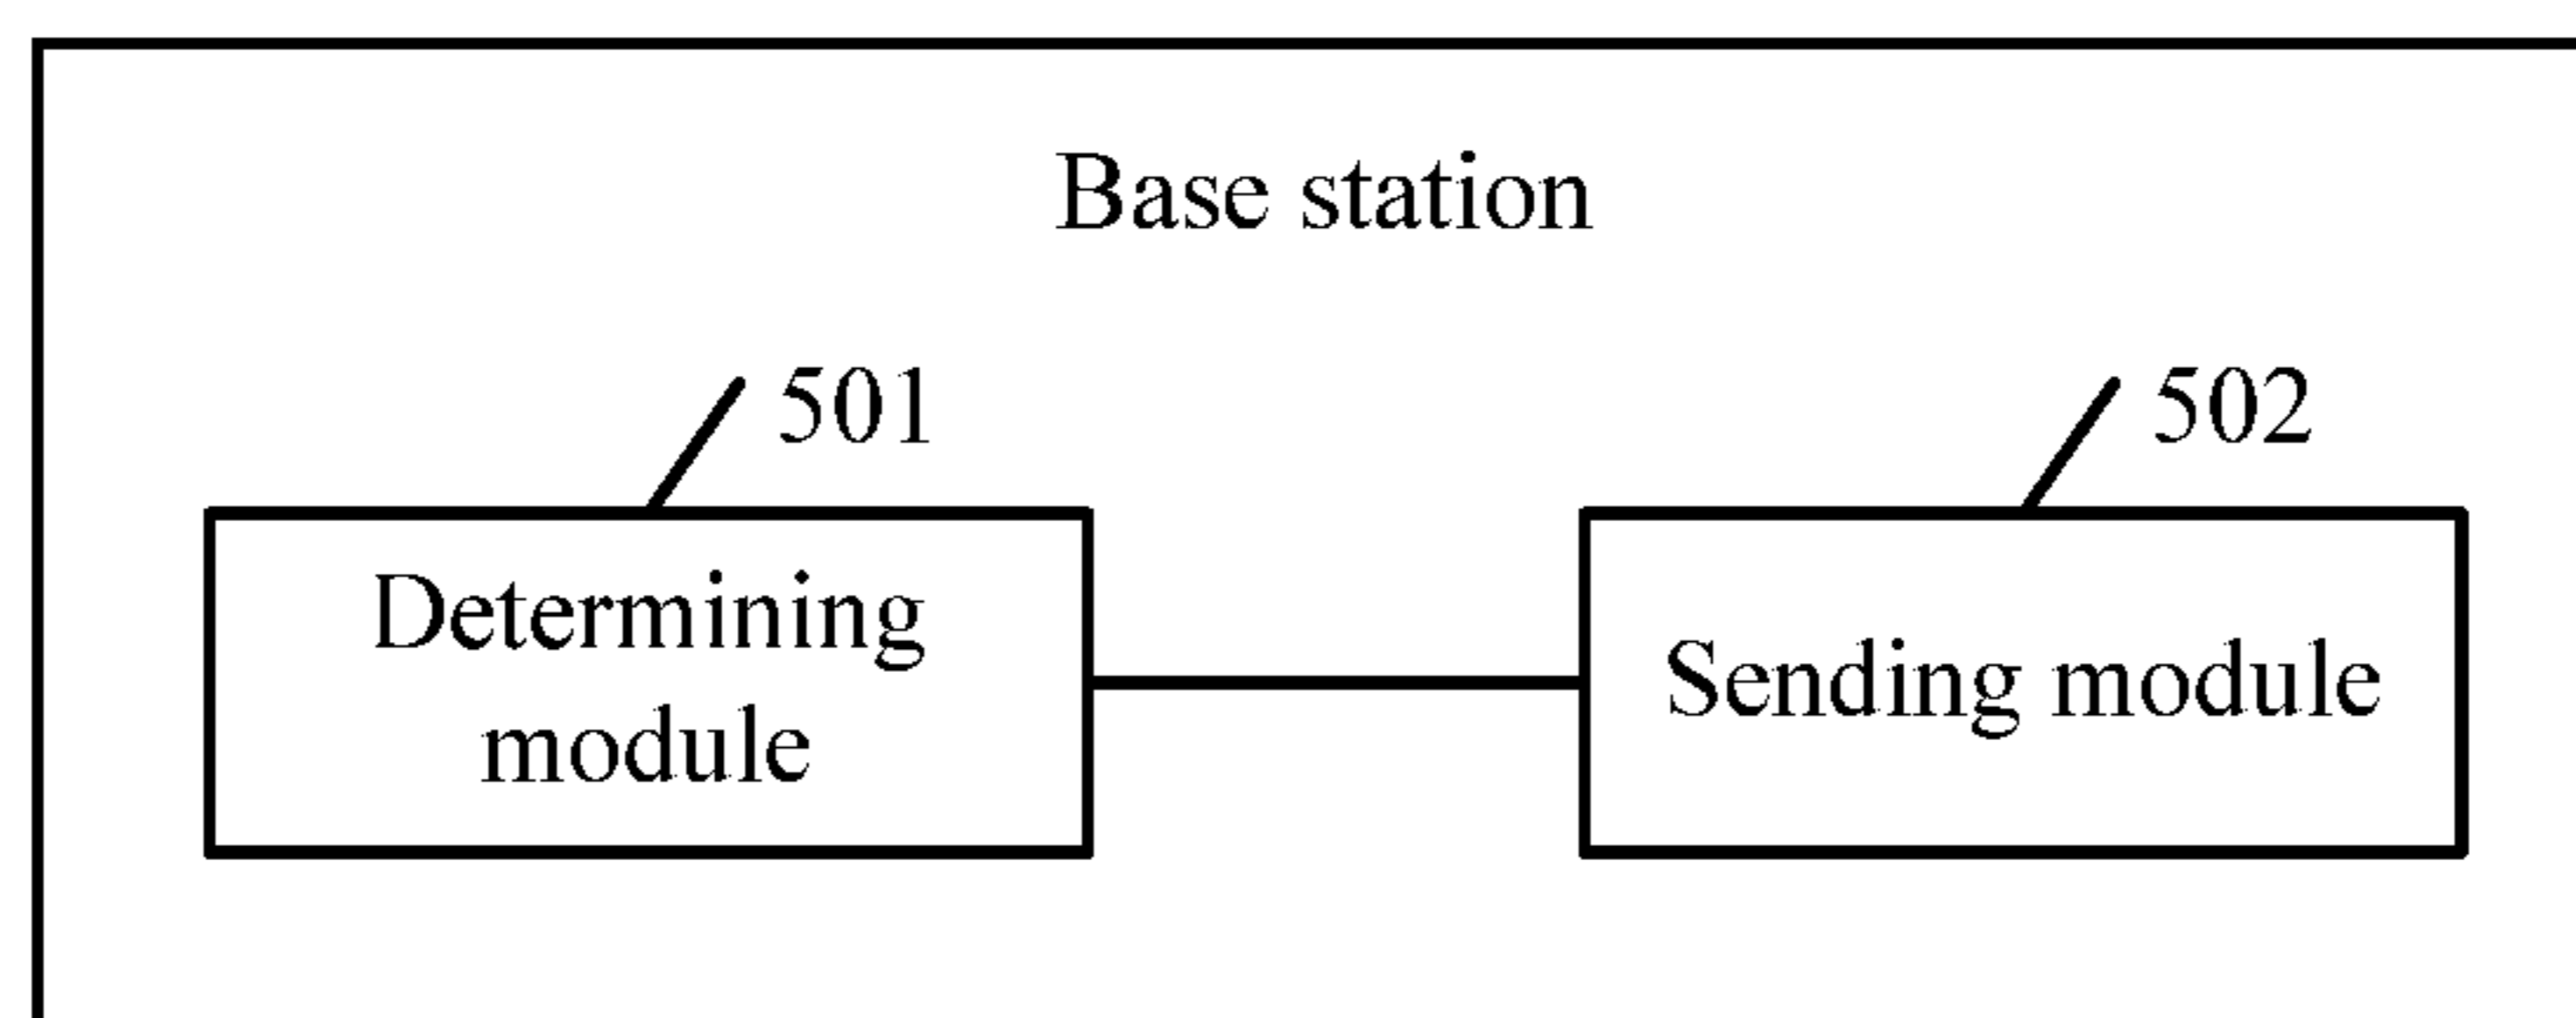 Base station
501
502
Determining
module
Sending module